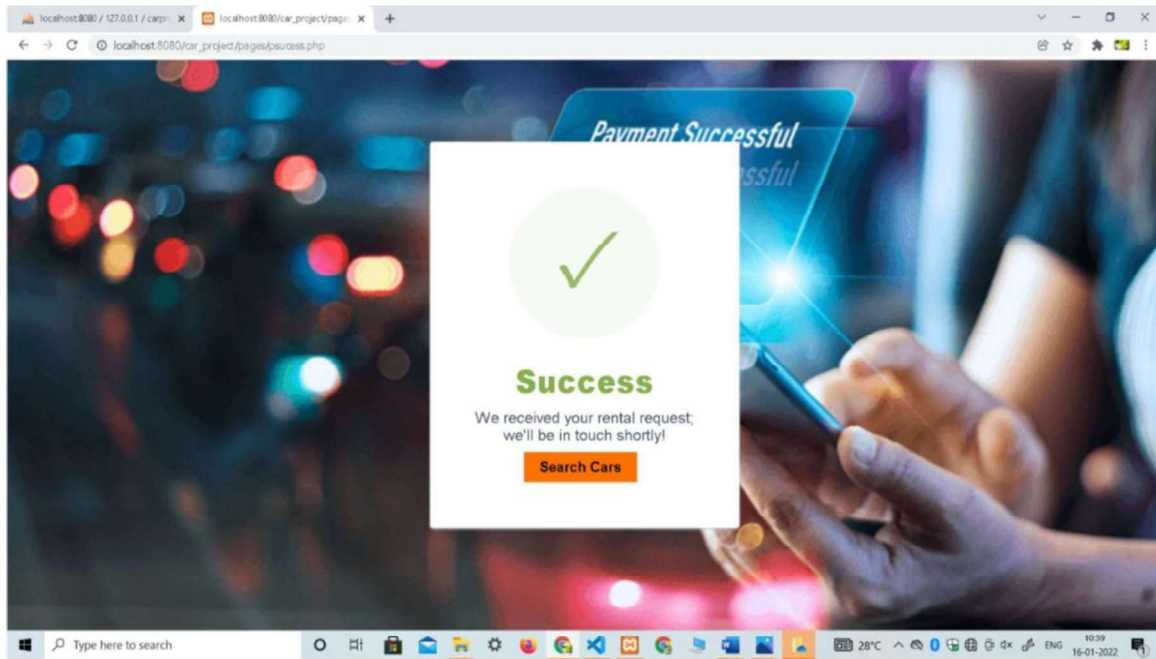 localhost:8080 / 127.0.0.1 / carpr
localhost:8080/car_project/page
localhost:8080/car_project/pages/psucess.php
Payment Successful
essful
Success
We received your rental request;
we'll be in touch shortly!
Search Cars
Type here to search
28°C
ENG
10:59
16-01-2022